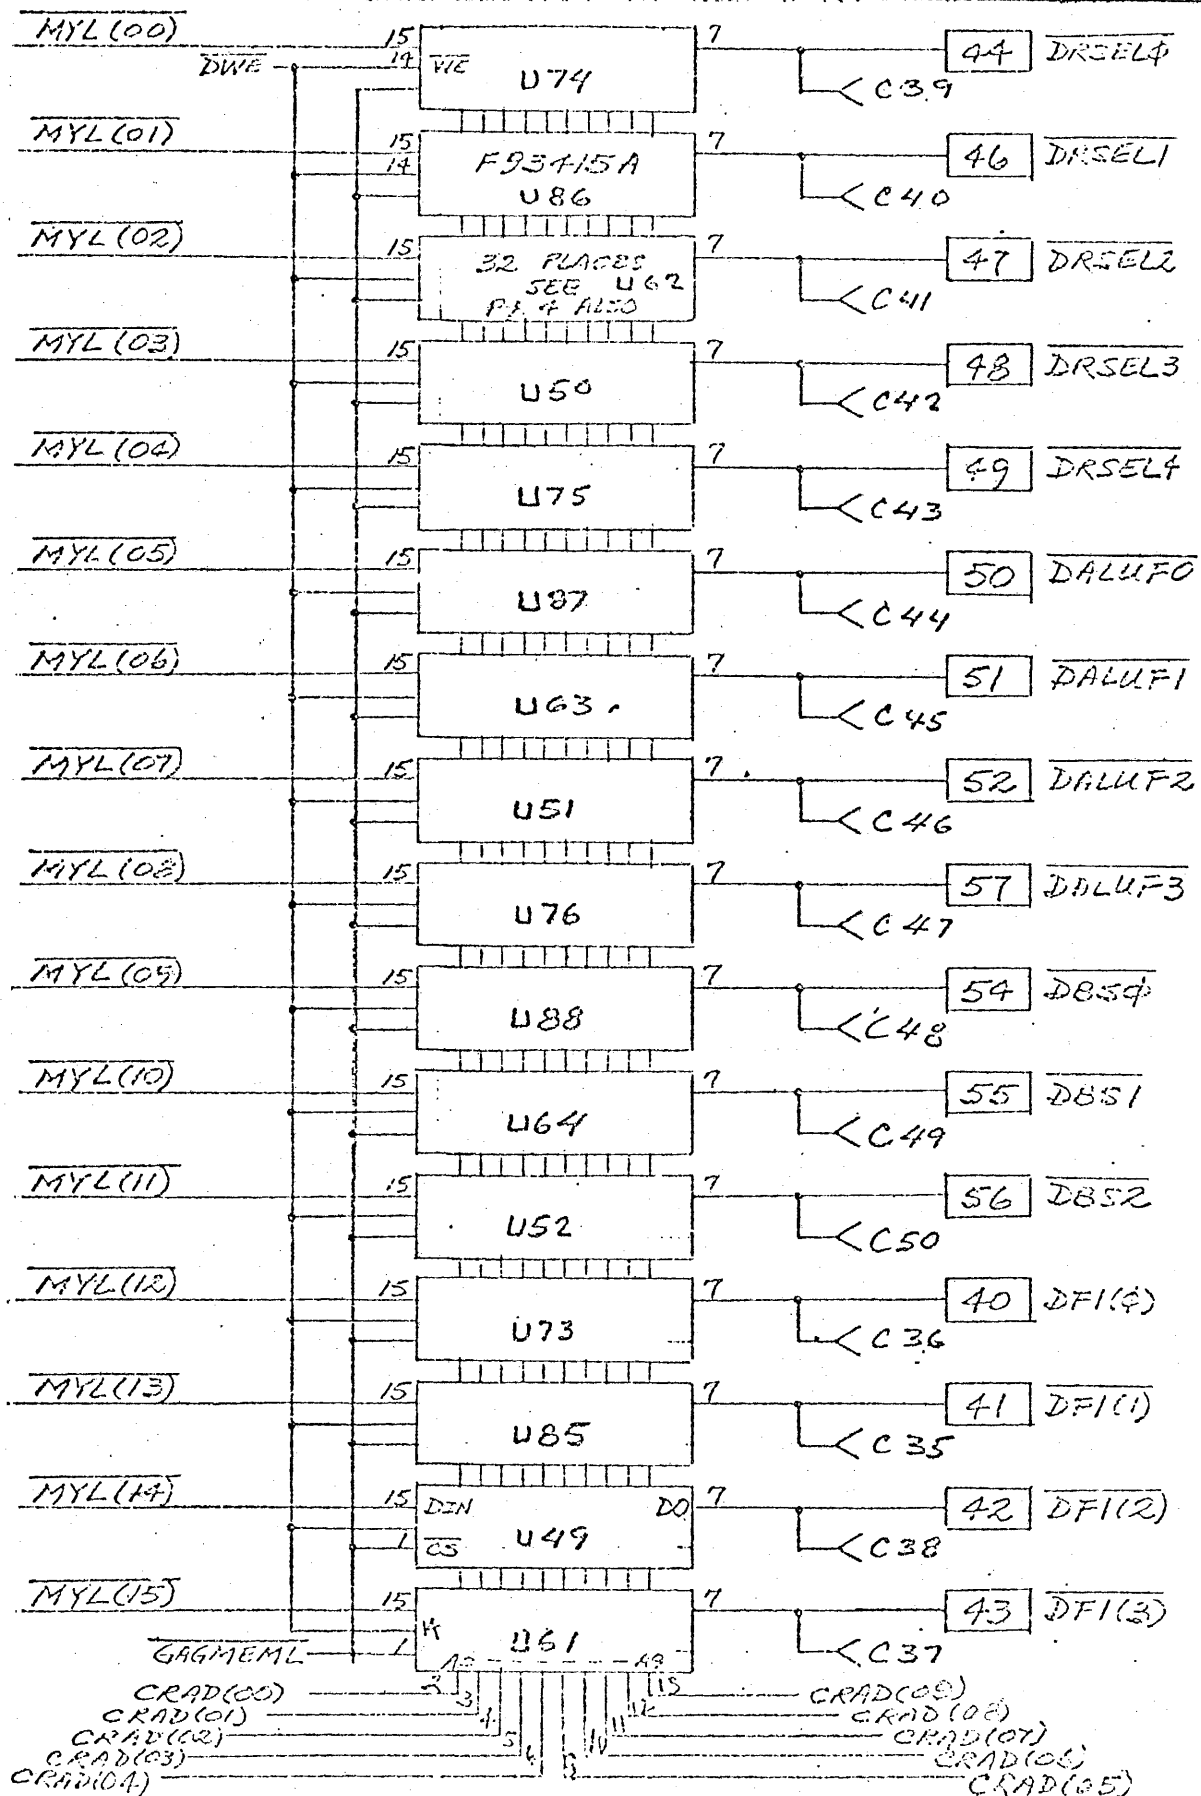 MYL(00) 15 7 44 DRSELφ
DWE 14 WE U74 C39
MYL(01) 15 7 46 DRSEL1
14 F93415A
U86 C40
MYL(02) 15 7 47 DRSEL2
32 PLACES
SEE U62
PG. 4 ALSO C41
MYL(03) 15 7 48 DRSEL3
U50 C42
MYL(04) 15 7 49 DRSEL4
U75 C43
MYL(05) 15 7 50 DALUF0
U87 C44
MYL(06) 15 7 51 DALUF1
U63 C45
MYL(07) 15 7 52 DALUF2
U51 C46
MYL(08) 15 7 57 DALUF3
U76 C47
MYL(09) 15 7 54 DBSφ
U88 C48
MYL(10) 15 7 55 DBS1
U64 C49
MYL(11) 15 7 56 DBS2
U52 C50
MYL(12) 15 7 40 DF1(φ)
U73 C36
MYL(13) 15 7 41 DF1(1)
U85 C35
MYL(14) 15 DIN DO 7 42 DF1(2)
1 CS U49 C38
MYL(15) 15 7 43 DF1(3)
U61
GAGMEML 1 A0 A9 C37
CRAD(00) 2 13 CRAD(09)
CRAD(01) 3 12 CRAD(08)
CRAD(02) 4 11 CRAD(07)
CRAD(03) 5 10 CRAD(06)
CRAD(04) 6 9 CRAD(05)